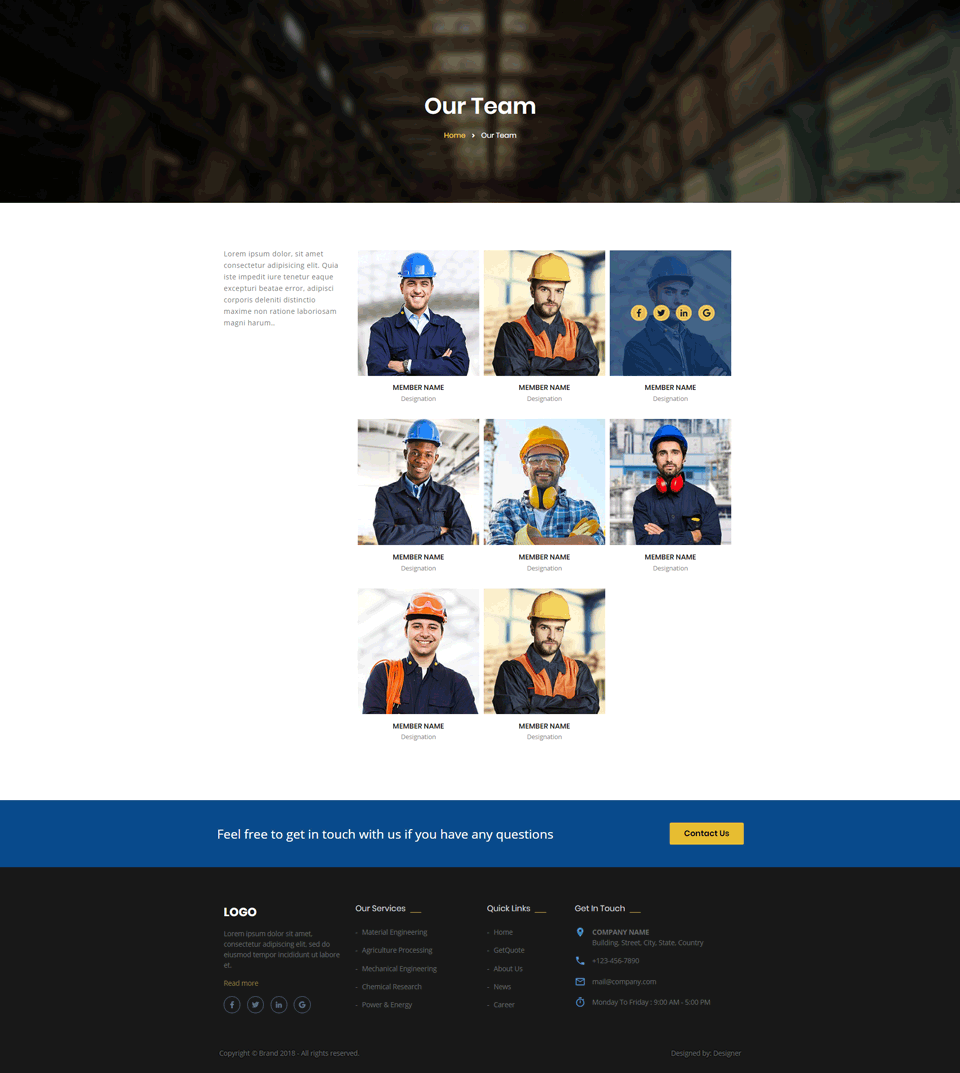 Our Team
Home › Our Team
Lorem ipsum dolor, sit amet
consectetur adipisicing elit. Quia
iste impedit iure tenetur eaque
excepturi beatae error, adipisci
corporis deleniti distinctio
maxime non ratione laboriosam
magni harum..
MEMBER NAME
Designation
MEMBER NAME
Designation
MEMBER NAME
Designation
MEMBER NAME
Designation
MEMBER NAME
Designation
MEMBER NAME
Designation
MEMBER NAME
Designation
MEMBER NAME
Designation
Feel free to get in touch with us if you have any questions
Contact Us
LOGO
Lorem ipsum dolor sit amet,
consectetur adipisicing elit, sed do
eiusmod tempor incididunt ut labore
et.
Read more
Our Services
- Material Engineering
- Agriculture Processing
- Mechanical Engineering
- Chemical Research
- Power & Energy
Quick Links
- Home
- GetQuote
- About Us
- News
- Career
Get In Touch
COMPANY NAME
Building, Street, City, State, Country
+123-456-7890
mail@company.com
Monday To Friday : 9:00 AM - 5:00 PM
Copyright © Brand 2018 - All rights reserved.
Designed by: Designer